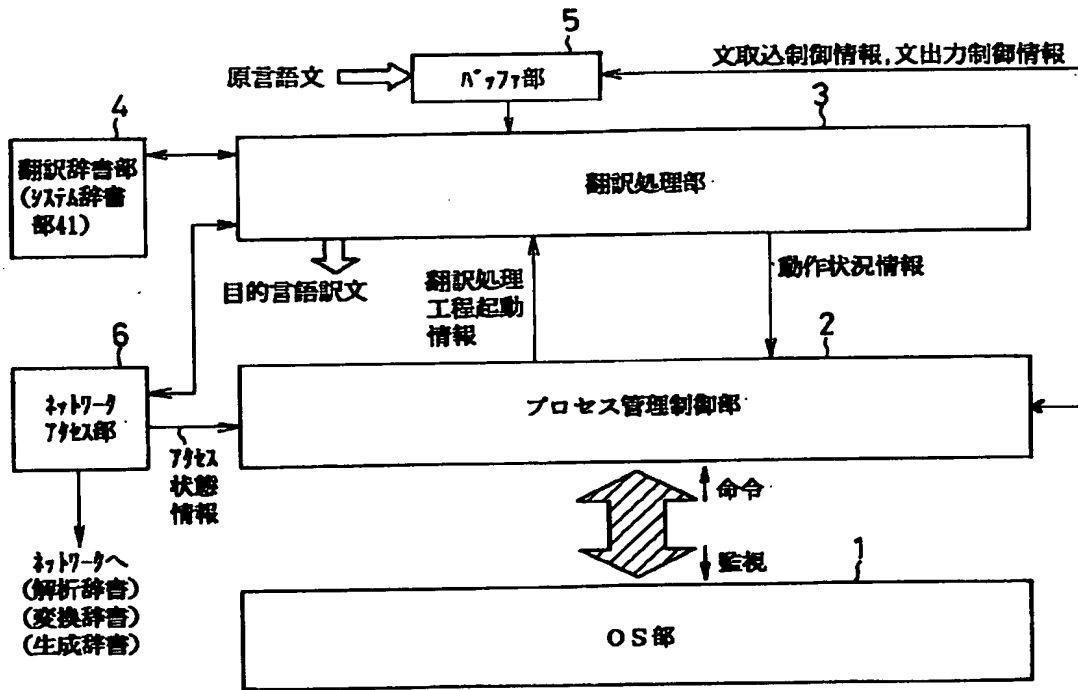 5
文取込制御情報,文出力制御情報
原言語文
バッファ部
3
4
翻訳辞書部
(システム辞書
部41)
翻訳処理部
目的言語訳文
翻訳処理
工程起動
情報
動作状況情報
2
6
ネットワーク
アクセス部
プロセス管理制御部
アクセス
状態
情報
命令
監視
1
ネットワークへ
(解析辞書)
(変換辞書)
(生成辞書)
OS部